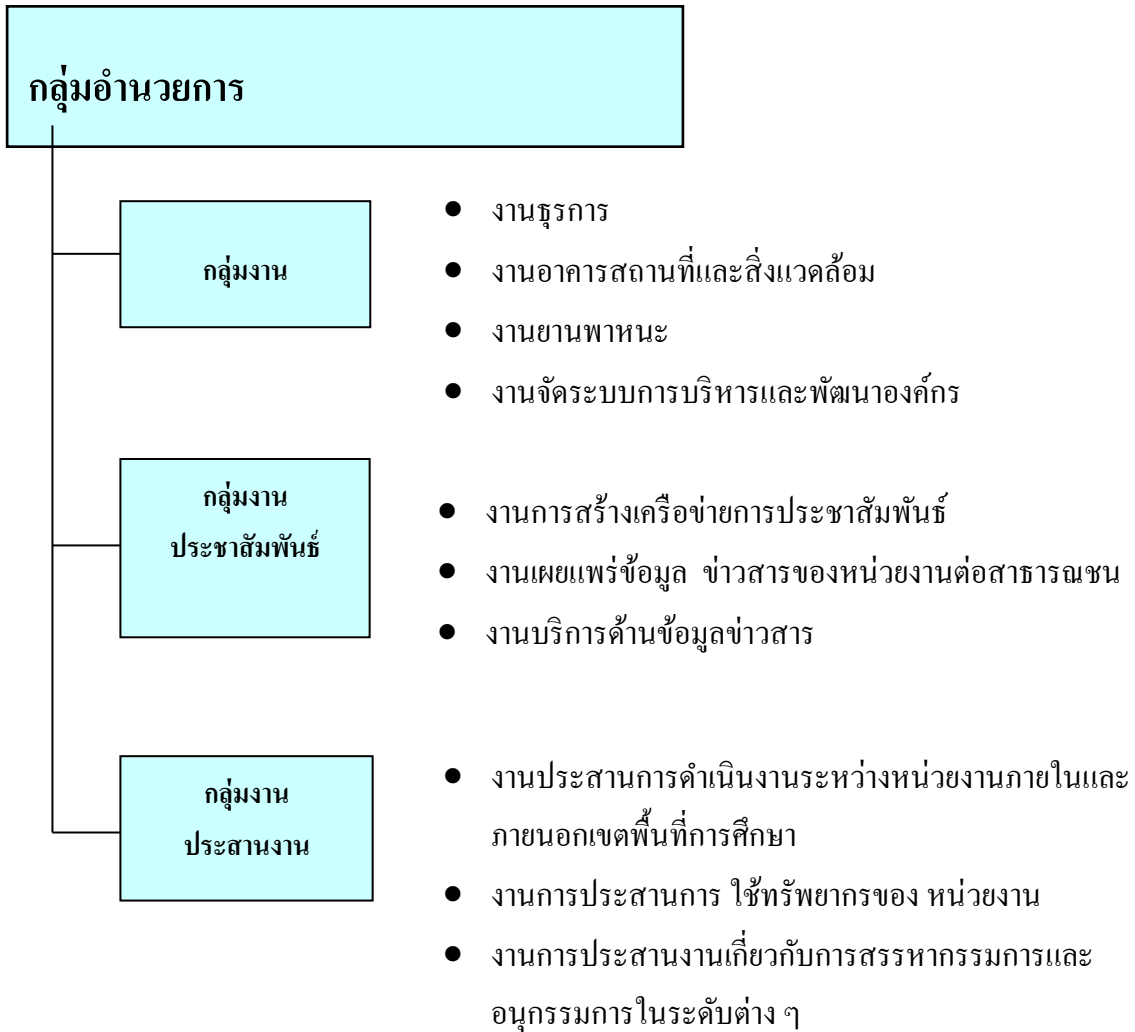 กลุ่มอำนวยการ
กลุ่มงาน
● งานธุรการ
● งานอาคารสถานที่และสิ่งแวดล้อม
● งานยานพาหนะ
● งานจัดระบบการบริหารและพัฒนาองค์กร
กลุ่มงาน
ประชาสัมพันธ์
● งานการสร้างเครือข่ายการประชาสัมพันธ์
● งานเผยแพร่ข้อมูล ข่าวสารของหน่วยงานต่อสาธารณชน
● งานบริการด้านข้อมูลข่าวสาร
กลุ่มงาน
ประสานงาน
● งานประสานการดำเนินงานระหว่างหน่วยงานภายในและ
ภายนอกเขตพื้นที่การศึกษา
● งานการประสานการ ใช้ทรัพยากรของ หน่วยงาน
● งานการประสานงานเกี่ยวกับการสรรหากรรมการและ
อนุกรรมการในระดับต่าง ๆ